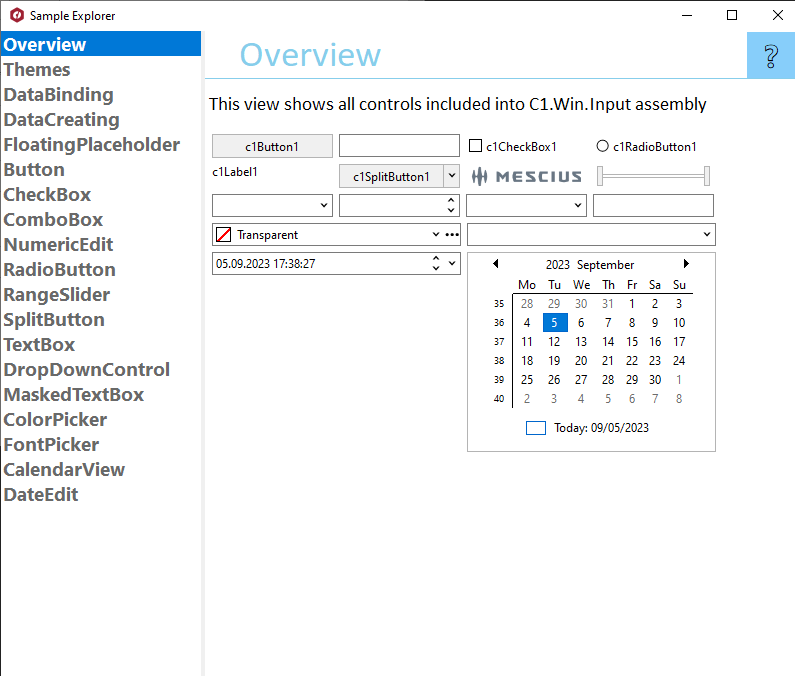 Sample Explorer
Overview
Themes
DataBinding
DataCreating
FloatingPlaceholder
Button
CheckBox
ComboBox
NumericEdit
RadioButton
RangeSlider
SplitButton
TextBox
DropDownControl
MaskedTextBox
ColorPicker
FontPicker
CalendarView
DateEdit
Overview
?
This view shows all controls included into C1.Win.Input assembly
c1Button1
c1CheckBox1
c1RadioButton1
c1Label1
c1SplitButton1
MESCIUS
Transparent
05.09.2023 17:38:27
2023 September
Mo Tu We Th Fr Sa Su
35 28 29 30 31 1 2 3
36 4 5 6 7 8 9 10
37 11 12 13 14 15 16 17
38 18 19 20 21 22 23 24
39 25 26 27 28 29 30 1
40 2 3 4 5 6 7 8
Today: 09/05/2023